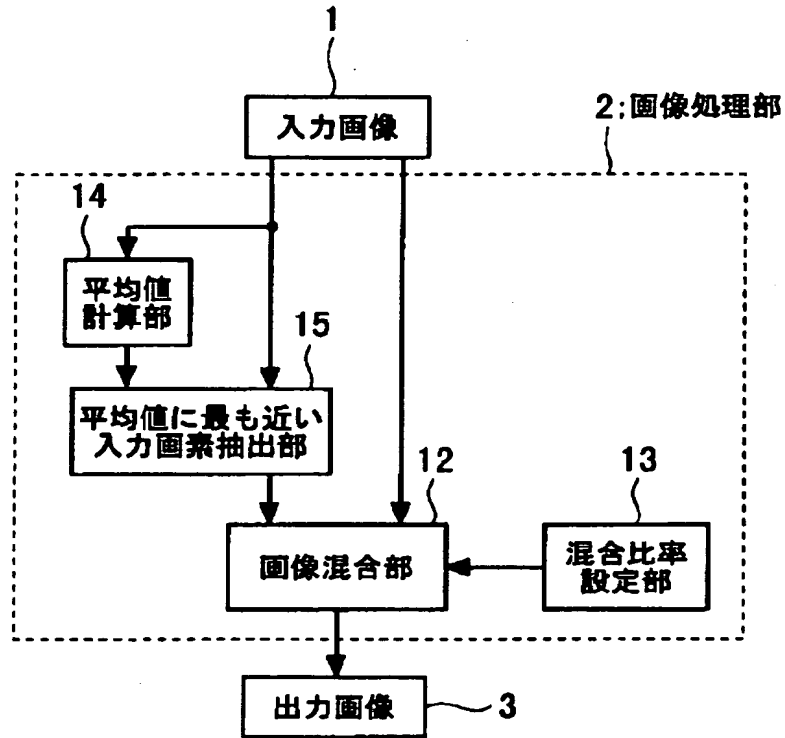 1
入力画像
2;画像処理部
14
平均値
計算部
15
平均値に最も近い
入力画素抽出部
12
画像混合部
13
混合比率
設定部
出力画像
3